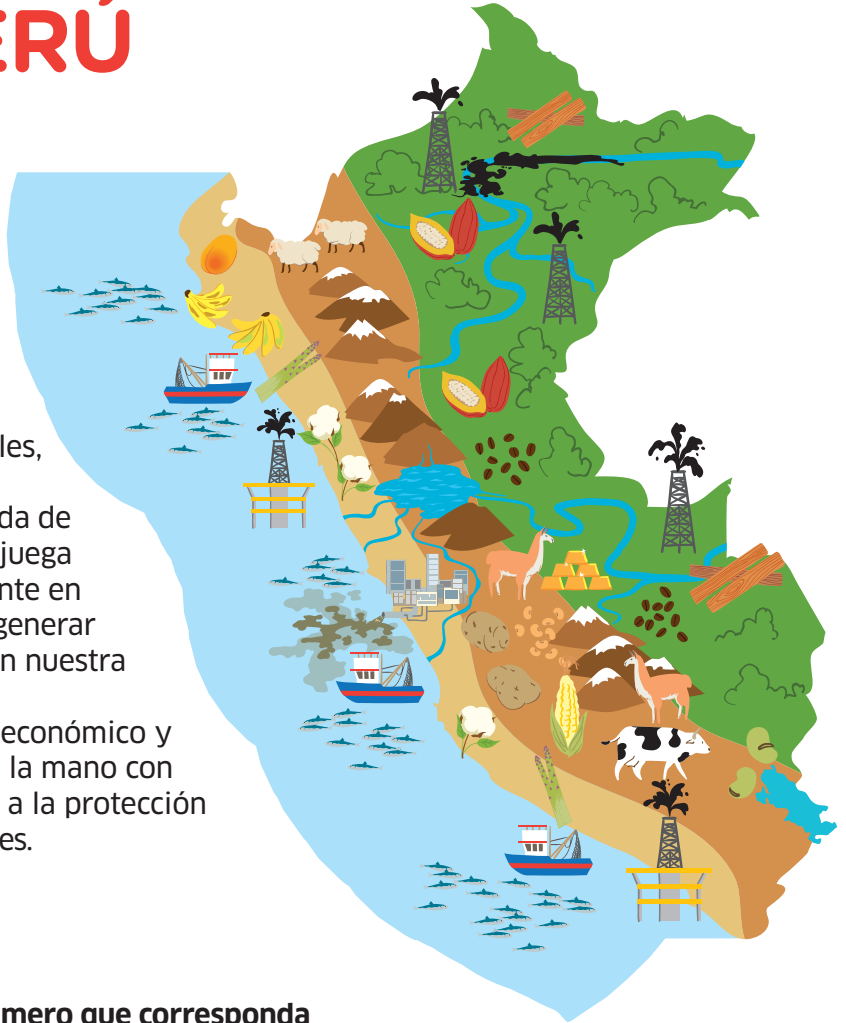 ERÚ
les,
da de
juega
nte en
generar
n nuestra
económico y
la mano con
a la protección
es.
mero que corresponda